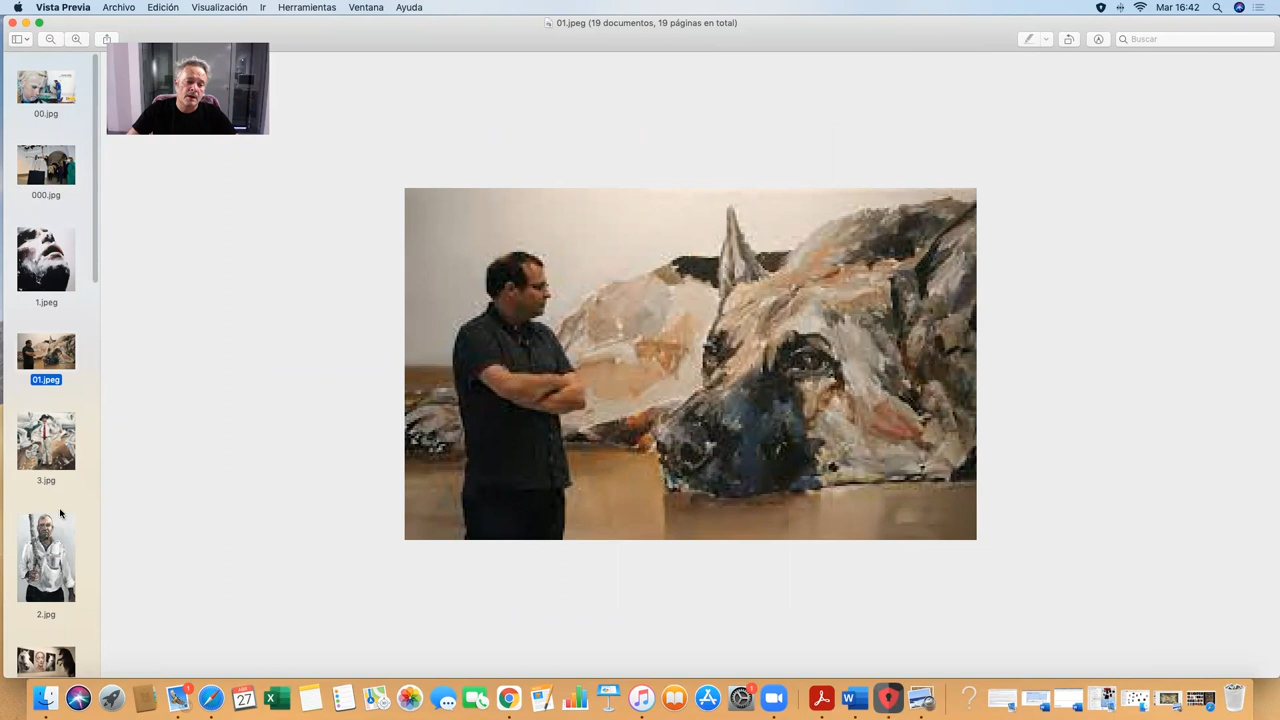 Vista Previa Archivo Edición Visualización Ir Herramientas Ventana Ayuda Mar 16:42
01.jpeg (19 documentos, 19 páginas en total)
Buscar
00.jpg
000.jpg
1.jpeg
01.jpeg
3.jpg
2.jpg
27